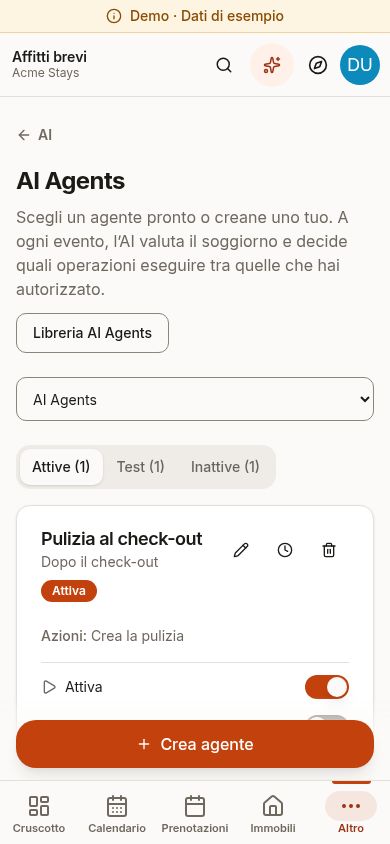 Demo · Dati di esempio
Affitti brevi
Acme Stays
DU
AI
AI Agents
Scegli un agente pronto o creane uno tuo. A
ogni evento, l’AI valuta il soggiorno e decide
quali operazioni eseguire tra quelle che hai
autorizzato.
Libreria AI Agents
AI Agents
Attive (1)
Test (1)
Inattive (1)
Pulizia al check-out
Dopo il check-out
Attiva
Azioni: Crea la pulizia
Attiva
Crea agente
Cruscotto
Calendario
Prenotazioni
Immobili
Altro